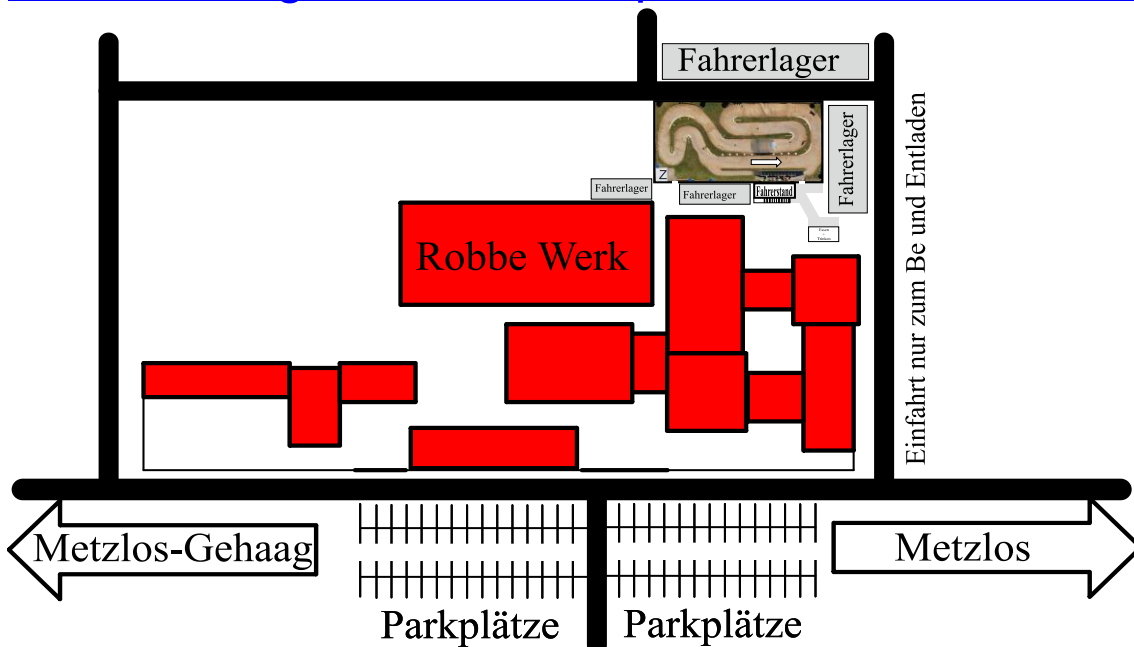 Fahrerlager
Fahrerlager
Einfahrt nur zum Be und Entladen
Z
Fahrerlager
Fahrerlager
Fahrerstand
Robbe Werk
Metzlos-Gehaag
Metzlos
Parkplätze
Parkplätze